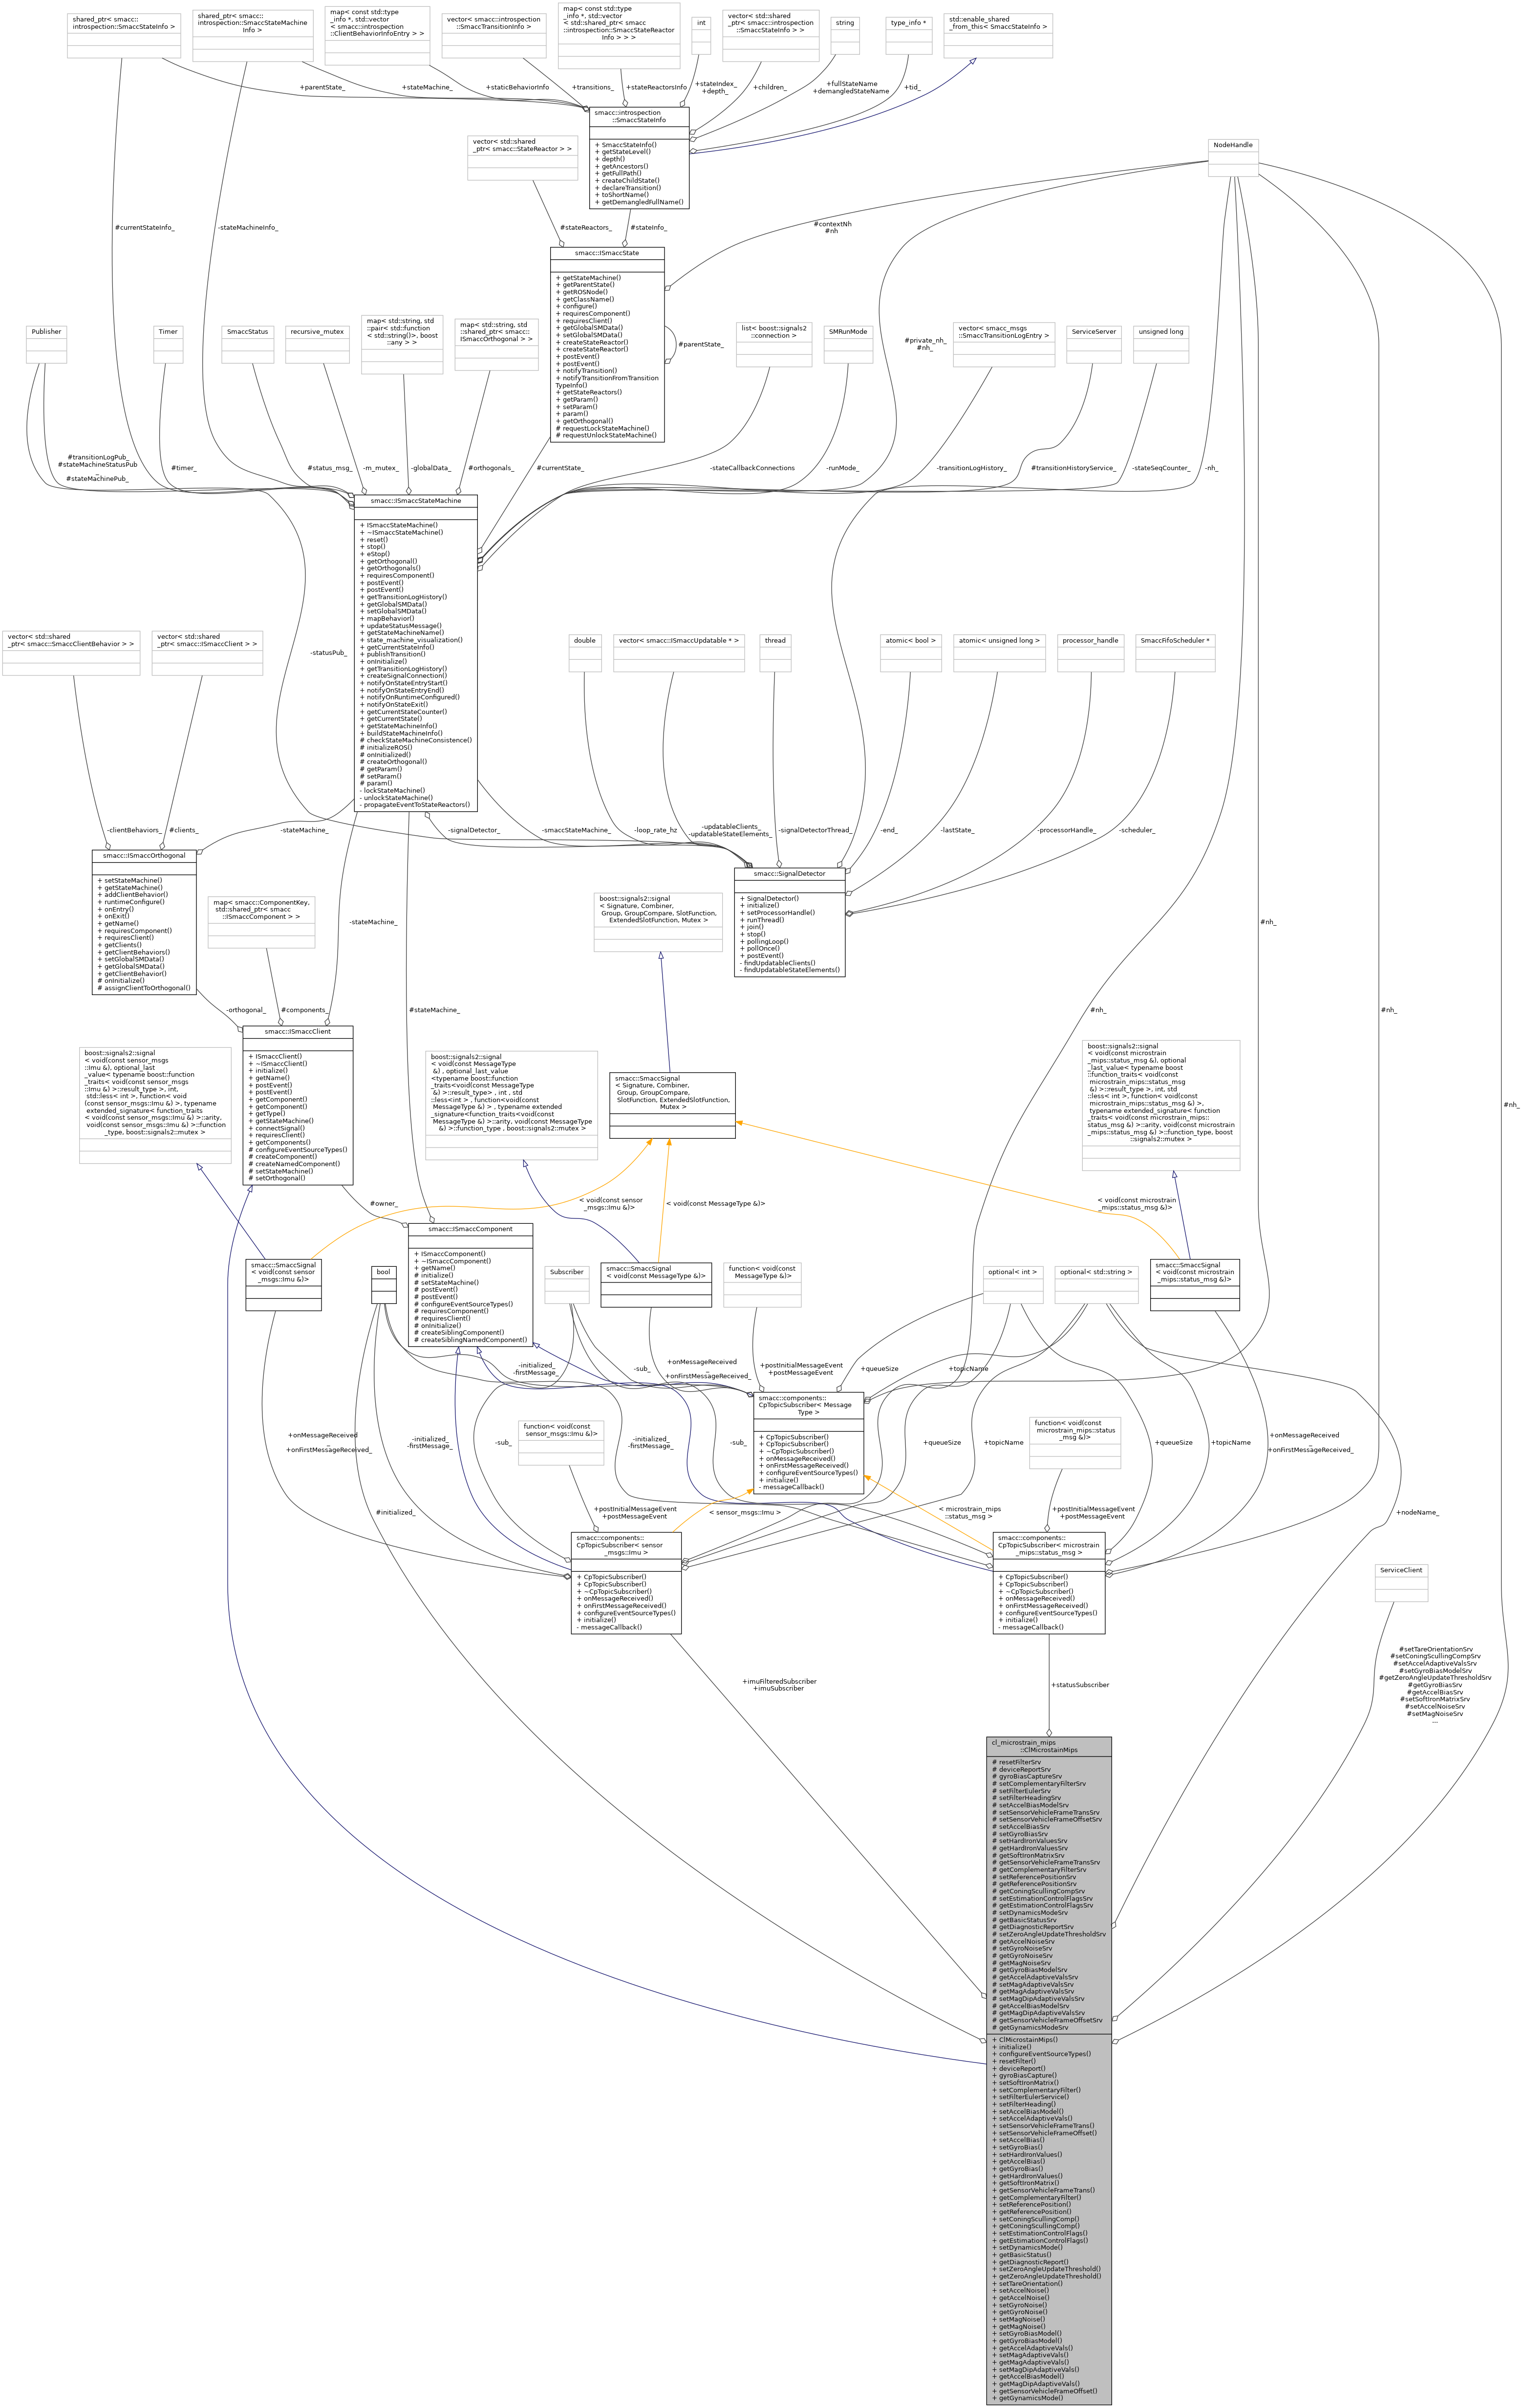 shared_ptr< smacc::
introspection::SmaccStateInfo >
shared_ptr< smacc::
introspection::SmaccStateMachine
Info >
map< const std::type
_info *, std::vector
< smacc::introspection
::ClientBehaviorInfoEntry > >
vector< smacc::introspection
::SmaccTransitionInfo >
map< const std::type
_info *, std::vector
< std::shared_ptr< smacc
::introspection::SmaccStateReactor
Info > > >
int
vector< std::shared
_ptr< smacc::introspection
::SmaccStateInfo > >
string
type_info *
std::enable_shared
_from_this< SmaccStateInfo >
+parentState_
+stateMachine_
+staticBehaviorInfo
+transitions_
+stateReactorsInfo
+stateIndex_
+depth_
+children_
+fullStateName
+demangledStateName
+tid_
smacc::introspection
::SmaccStateInfo
+ SmaccStateInfo()
+ getStateLevel()
+ depth()
+ getAncestors()
+ getFullPath()
+ createChildState()
+ declareTransition()
+ toShortName()
+ getDemangledFullName()
vector< std::shared
_ptr< smacc::StateReactor > >
NodeHandle
#currentStateInfo_
-stateMachineInfo_
#stateReactors_
#stateInfo_
#contextNh
#nh
smacc::ISmaccState
+ getStateMachine()
+ getParentState()
+ getROSNode()
+ getClassName()
+ configure()
+ requiresComponent()
+ requiresClient()
+ getGlobalSMData()
+ setGlobalSMData()
+ createStateReactor()
+ createStateReactor()
+ postEvent()
+ postEvent()
+ notifyTransition()
+ notifyTransitionFromTransition
TypeInfo()
+ getStateReactors()
+ getParam()
+ setParam()
+ param()
+ getOrthogonal()
# requestLockStateMachine()
# requestUnlockStateMachine()
#parentState_
Publisher
Timer
SmaccStatus
recursive_mutex
map< std::string, std
::pair< std::function
< std::string()>, boost
::any > >
map< std::string, std
::shared_ptr< smacc::
ISmaccOrthogonal > >
list< boost::signals2
::connection >
SMRunMode
#private_nh_
#nh_
vector< smacc_msgs
::SmaccTransitionLogEntry >
ServiceServer
unsigned long
#transitionLogPub_
#stateMachineStatusPub
_
#stateMachinePub_
#timer_
#status_msg_
-m_mutex_
-globalData_
#orthogonals_
#currentState_
-stateCallbackConnections
-runMode_
-transitionLogHistory_
#transitionHistoryService_
-stateSeqCounter_
-nh_
smacc::ISmaccStateMachine
+ ISmaccStateMachine()
+ ~ISmaccStateMachine()
+ reset()
+ stop()
+ eStop()
+ getOrthogonal()
+ getOrthogonals()
+ requiresComponent()
+ postEvent()
+ postEvent()
+ getTransitionLogHistory()
+ getGlobalSMData()
+ setGlobalSMData()
+ mapBehavior()
+ updateStatusMessage()
+ getStateMachineName()
+ state_machine_visualization()
+ getCurrentStateInfo()
+ publishTransition()
+ onInitialize()
+ getTransitionLogHistory()
+ createSignalConnection()
+ notifyOnStateEntryStart()
+ notifyOnStateEntryEnd()
+ notifyOnRuntimeConfigured()
+ notifyOnStateExit()
+ getCurrentStateCounter()
+ getCurrentState()
+ getStateMachineInfo()
+ buildStateMachineInfo()
# checkStateMachineConsistence()
# initializeROS()
# onInitialized()
# createOrthogonal()
# getParam()
# setParam()
# param()
- lockStateMachine()
- unlockStateMachine()
- propagateEventToStateReactors()
vector< std::shared
_ptr< smacc::SmaccClientBehavior > >
vector< std::shared
_ptr< smacc::ISmaccClient > >
-statusPub_
double
vector< smacc::ISmaccUpdatable * >
thread
atomic< bool >
atomic< unsigned long >
processor_handle
SmaccFifoScheduler *
-clientBehaviors_
#clients_
-stateMachine_
-signalDetector_
-smaccStateMachine_
-loop_rate_hz
-updatableClients_
-updatableStateElements_
-signalDetectorThread_
-end_
-lastState_
-processorHandle_
-scheduler_
smacc::ISmaccOrthogonal
+ setStateMachine()
+ getStateMachine()
+ addClientBehavior()
+ runtimeConfigure()
+ onEntry()
+ onExit()
+ getName()
+ requiresComponent()
+ requiresClient()
+ getClients()
+ getClientBehaviors()
+ setGlobalSMData()
+ getGlobalSMData()
+ getClientBehavior()
# onInitialize()
# assignClientToOrthogonal()
smacc::SignalDetector
+ SignalDetector()
+ initialize()
+ setProcessorHandle()
+ runThread()
+ join()
+ stop()
+ pollingLoop()
+ pollOnce()
+ postEvent()
- findUpdatableClients()
- findUpdatableStateElements()
map< smacc::ComponentKey,
std::shared_ptr< smacc
::ISmaccComponent > >
boost::signals2::signal
< Signature, Combiner,
Group, GroupCompare, SlotFunction,
ExtendedSlotFunction, Mutex >
-stateMachine_
#nh_
-orthogonal_
#components_
#stateMachine_
#nh_
#nh_
smacc::ISmaccClient
+ ISmaccClient()
+ ~ISmaccClient()
+ initialize()
+ getName()
+ postEvent()
+ postEvent()
+ getComponent()
+ getComponent()
+ getType()
+ getStateMachine()
+ connectSignal()
+ requiresClient()
+ getComponents()
# configureEventSourceTypes()
# createComponent()
# createNamedComponent()
# setStateMachine()
# setOrthogonal()
boost::signals2::signal
< void(const sensor_msgs
::Imu &), optional_last
_value< typename boost::function
_traits< void(const sensor_msgs
::Imu &) >::result_type >, int,
std::less< int >, function< void
(const sensor_msgs::Imu &) >, typename
extended_signature< function_traits
< void(const sensor_msgs::Imu &) >::arity,
void(const sensor_msgs::Imu &) >::function
_type, boost::signals2::mutex >
boost::signals2::signal
< void(const MessageType
&) , optional_last_value
<typename boost::function
_traits<void(const MessageType
&) >::result_type> , int , std
::less<int > , function<void(const
MessageType &) > , typename extended
_signature<function_traits<void(const
MessageType &) >::arity, void(const MessageType
&) >::function_type , boost::signals2::mutex >
smacc::SmaccSignal
< Signature, Combiner,
Group, GroupCompare,
SlotFunction, ExtendedSlotFunction,
Mutex >
boost::signals2::signal
< void(const microstrain
_mips::status_msg &), optional
_last_value< typename boost
::function_traits< void(const
microstrain_mips::status_msg
&) >::result_type >, int, std
::less< int >, function< void(const
microstrain_mips::status_msg &) >,
typename extended_signature< function
_traits< void(const microstrain_mips::
status_msg &) >::arity, void(const microstrain
_mips::status_msg &) >::function_type, boost
::signals2::mutex >
#nh_
#owner_
< void(const sensor
_msgs::Imu &)>
< void(const MessageType &)>
< void(const microstrain
_mips::status_msg &)>
smacc::ISmaccComponent
+ ISmaccComponent()
+ ~ISmaccComponent()
+ getName()
# initialize()
# setStateMachine()
# postEvent()
# postEvent()
# configureEventSourceTypes()
# requiresComponent()
# requiresClient()
# onInitialize()
# createSiblingComponent()
# createSiblingNamedComponent()
smacc::SmaccSignal
< void(const sensor
_msgs::Imu &)>
bool
Subscriber
smacc::SmaccSignal
< void(const MessageType &)>
function< void(const
MessageType &)>
optional< int >
optional< std::string >
smacc::SmaccSignal
< void(const microstrain
_mips::status_msg &)>
-initialized_
-firstMessage_
-sub_
+onMessageReceived
_
+onFirstMessageReceived_
+postInitialMessageEvent
+postMessageEvent
+queueSize
+topicName
smacc::components::
CpTopicSubscriber< Message
Type >
+ CpTopicSubscriber()
+ CpTopicSubscriber()
+ ~CpTopicSubscriber()
+ onMessageReceived()
+ onFirstMessageReceived()
+ configureEventSourceTypes()
+ initialize()
- messageCallback()
+onMessageReceived
_
+onFirstMessageReceived_
-initialized_
-firstMessage_
-sub_
function< void(const
sensor_msgs::Imu &)>
-initialized_
-firstMessage_
-sub_
+queueSize
+topicName
function< void(const
microstrain_mips::status
_msg &)>
+queueSize
+topicName
+onMessageReceived
_
+onFirstMessageReceived_
#initialized_
+postInitialMessageEvent
+postMessageEvent
< sensor_msgs::Imu >
< microstrain_mips
::status_msg >
+postInitialMessageEvent
+postMessageEvent
+nodeName_
smacc::components::
CpTopicSubscriber< sensor
_msgs::Imu >
+ CpTopicSubscriber()
+ CpTopicSubscriber()
+ ~CpTopicSubscriber()
+ onMessageReceived()
+ onFirstMessageReceived()
+ configureEventSourceTypes()
+ initialize()
- messageCallback()
smacc::components::
CpTopicSubscriber< microstrain
_mips::status_msg >
+ CpTopicSubscriber()
+ CpTopicSubscriber()
+ ~CpTopicSubscriber()
+ onMessageReceived()
+ onFirstMessageReceived()
+ configureEventSourceTypes()
+ initialize()
- messageCallback()
ServiceClient
+imuFilteredSubscriber
+imuSubscriber
+statusSubscriber
#setTareOrientationSrv
#setConingScullingCompSrv
#setAccelAdaptiveValsSrv
#setGyroBiasModelSrv
#getZeroAngleUpdateThresholdSrv
#getGyroBiasSrv
#getAccelBiasSrv
#setSoftIronMatrixSrv
#setAccelNoiseSrv
#setMagNoiseSrv
...
cl_microstrain_mips
::ClMicrostainMips
# resetFilterSrv
# deviceReportSrv
# gyroBiasCaptureSrv
# setComplementaryFilterSrv
# setFilterEulerSrv
# setFilterHeadingSrv
# setAccelBiasModelSrv
# setSensorVehicleFrameTransSrv
# setSensorVehicleFrameOffsetSrv
# setAccelBiasSrv
# setGyroBiasSrv
# setHardIronValuesSrv
# getHardIronValuesSrv
# getSoftIronMatrixSrv
# getSensorVehicleFrameTransSrv
# getComplementaryFilterSrv
# setReferencePositionSrv
# getReferencePositionSrv
# getConingScullingCompSrv
# setEstimationControlFlagsSrv
# getEstimationControlFlagsSrv
# setDynamicsModeSrv
# getBasicStatusSrv
# getDiagnosticReportSrv
# setZeroAngleUpdateThresholdSrv
# getAccelNoiseSrv
# setGyroNoiseSrv
# getGyroNoiseSrv
# getMagNoiseSrv
# getGyroBiasModelSrv
# getAccelAdaptiveValsSrv
# setMagAdaptiveValsSrv
# getMagAdaptiveValsSrv
# setMagDipAdaptiveValsSrv
# getAccelBiasModelSrv
# getMagDipAdaptiveValsSrv
# getSensorVehicleFrameOffsetSrv
# getGynamicsModeSrv
+ ClMicrostainMips()
+ initialize()
+ configureEventSourceTypes()
+ resetFilter()
+ deviceReport()
+ gyroBiasCapture()
+ setSoftIronMatrix()
+ setComplementaryFilter()
+ setFilterEulerService()
+ setFilterHeading()
+ setAccelBiasModel()
+ setAccelAdaptiveVals()
+ setSensorVehicleFrameTrans()
+ setSensorVehicleFrameOffset()
+ setAccelBias()
+ setGyroBias()
+ setHardIronValues()
+ getAccelBias()
+ getGyroBias()
+ getHardIronValues()
+ getSoftIronMatrix()
+ getSensorVehicleFrameTrans()
+ getComplementaryFilter()
+ setReferencePosition()
+ getReferencePosition()
+ setConingScullingComp()
+ getConingScullingComp()
+ setEstimationControlFlags()
+ getEstimationControlFlags()
+ setDynamicsMode()
+ getBasicStatus()
+ getDiagnosticReport()
+ setZeroAngleUpdateThreshold()
+ getZeroAngleUpdateThreshold()
+ setTareOrientation()
+ setAccelNoise()
+ getAccelNoise()
+ setGyroNoise()
+ getGyroNoise()
+ setMagNoise()
+ getMagNoise()
+ setGyroBiasModel()
+ getGyroBiasModel()
+ getAccelAdaptiveVals()
+ setMagAdaptiveVals()
+ getMagAdaptiveVals()
+ setMagDipAdaptiveVals()
+ getAccelBiasModel()
+ getMagDipAdaptiveVals()
+ getSensorVehicleFrameOffset()
+ getGynamicsMode()